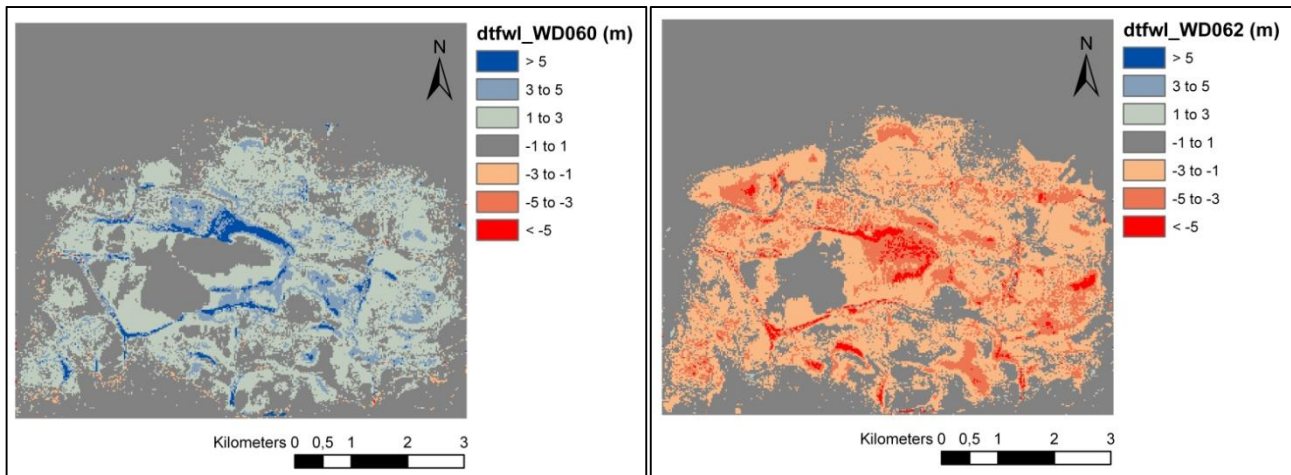 dtfwl_WD060 (m)
N
> 5
3 to 5
1 to 3
-1 to 1
-3 to -1
-5 to -3
< -5
Kilometers 0 0,5 1 2 3
dtfwl_WD062 (m)
N
> 5
3 to 5
1 to 3
-1 to 1
-3 to -1
-5 to -3
< -5
Kilometers 0 0,5 1 2 3